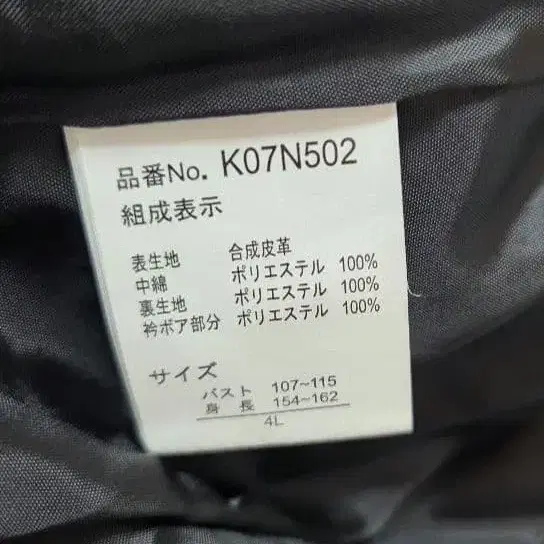 品番No. K07N502
組成表示
表生地 合成皮革
中綿 ポリエステル 100%
裏生地 ポリエステル 100%
衿ボア部分 ポリエステル 100%
サイズ
バスト 107~115
身長 154~162
4L